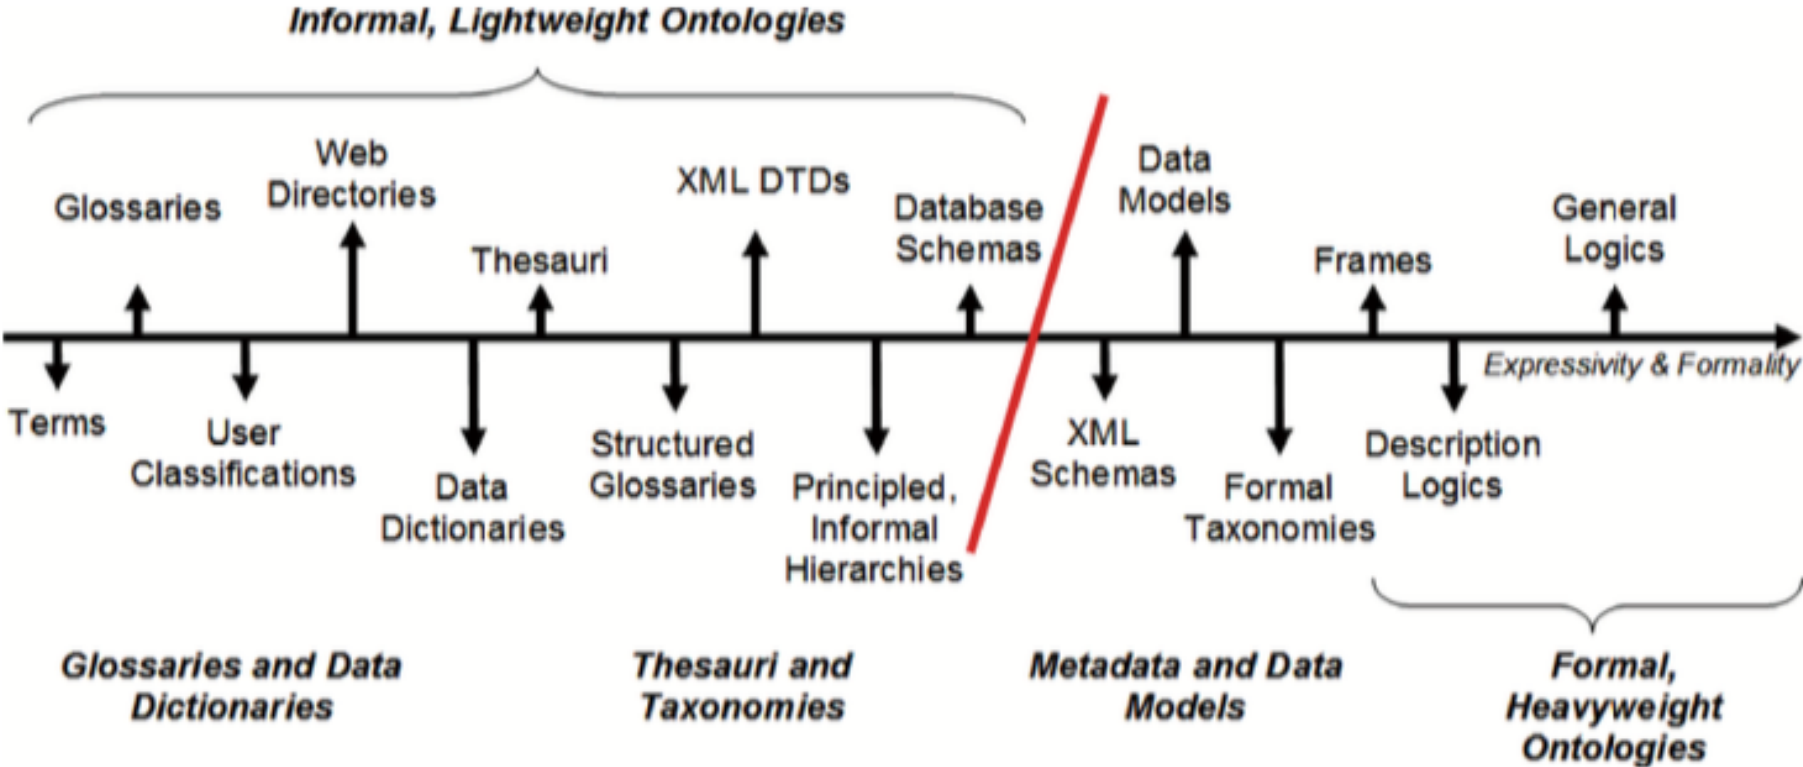 Informal, Lightweight Ontologies
Glossaries
Web
Directories
Thesauri
XML DTDs
Database
Schemas
Data
Models
Frames
General
Logics
Expressivity & Formality
Terms
User
Classifications
Data
Dictionaries
Structured
Glossaries
Principled,
Informal
Hierarchies
XML
Schemas
Formal
Taxonomies
Description
Logics
Glossaries and Data
Dictionaries
Thesauri and
Taxonomies
Metadata and Data
Models
Formal,
Heavyweight
Ontologies